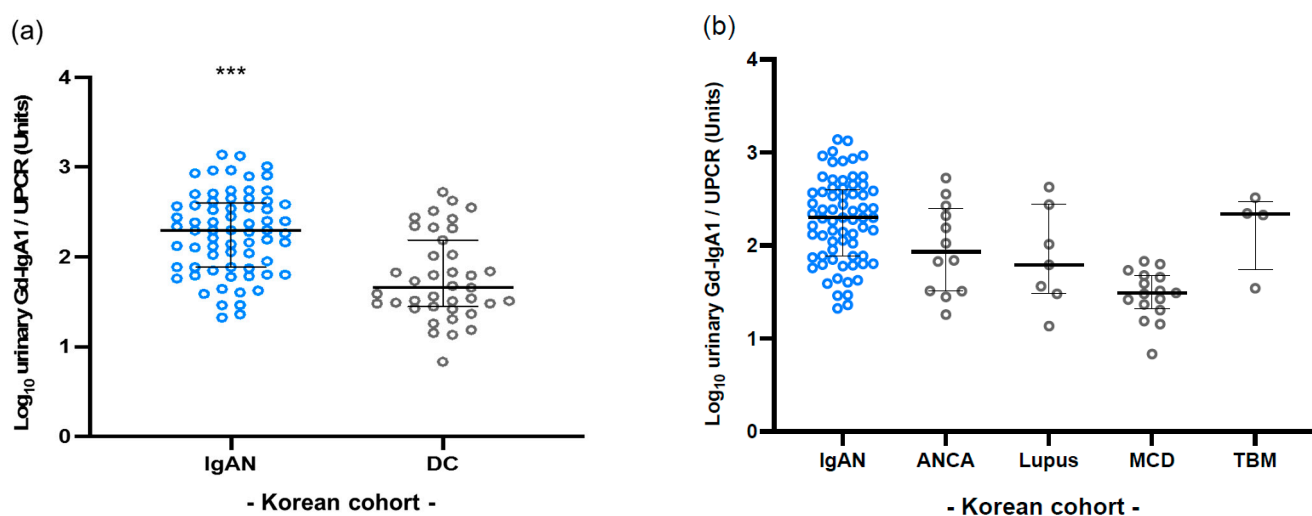 (a)
***
4
3
2
1
0
Log10 urinary Gd-IgA1 / UPCR (Units)
IgAN DC
- Korean cohort -
(b)
4
3
2
1
0
Log10 urinary Gd-IgA1 / UPCR (Units)
IgAN ANCA Lupus MCD TBM
- Korean cohort -